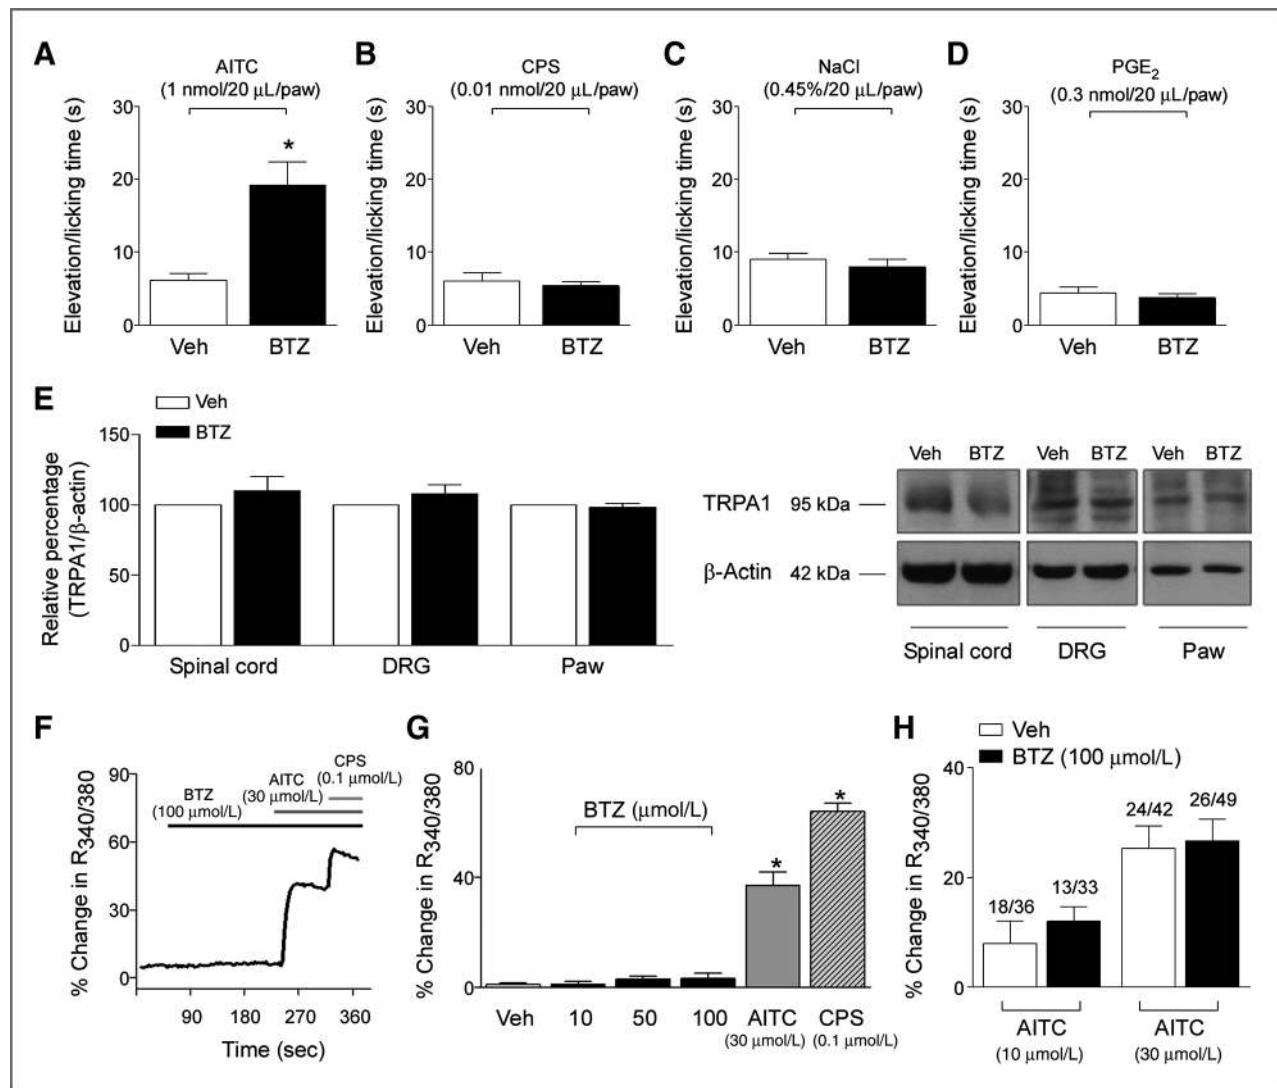 A
AITC
(1 nmol/20 μL/paw)
Elevation/licking time (s)
30
20
10
0
*
Veh BTZ
B
CPS
(0.01 nmol/20 μL/paw)
Elevation/licking time (s)
30
20
10
0
Veh BTZ
C
NaCl
(0.45%/20 μL/paw)
Elevation/licking time (s)
30
20
10
0
Veh BTZ
D
PGE2
(0.3 nmol/20 μL/paw)
Elevation/licking time (s)
30
20
10
0
Veh BTZ
E
Veh
BTZ
Relative percentage
(TRPA1/β-actin)
150
100
50
0
Spinal cord DRG Paw
Veh BTZ Veh BTZ Veh BTZ
TRPA1 95 kDa
β-Actin 42 kDa
Spinal cord DRG Paw
F
% Change in R340/380
90
60
30
0
CPS
(0.1 μmol/L)
AITC
(30 μmol/L)
BTZ
(100 μmol/L)
90 180 270 360
Time (sec)
G
% Change in R340/380
80
40
0
BTZ (μmol/L)
*
*
Veh 10 50 100 AITC CPS
(30 μmol/L) (0.1 μmol/L)
H
Veh
BTZ (100 μmol/L)
% Change in R340/380
40
20
0
18/36 13/33 24/42 26/49
AITC AITC
(10 μmol/L) (30 μmol/L)